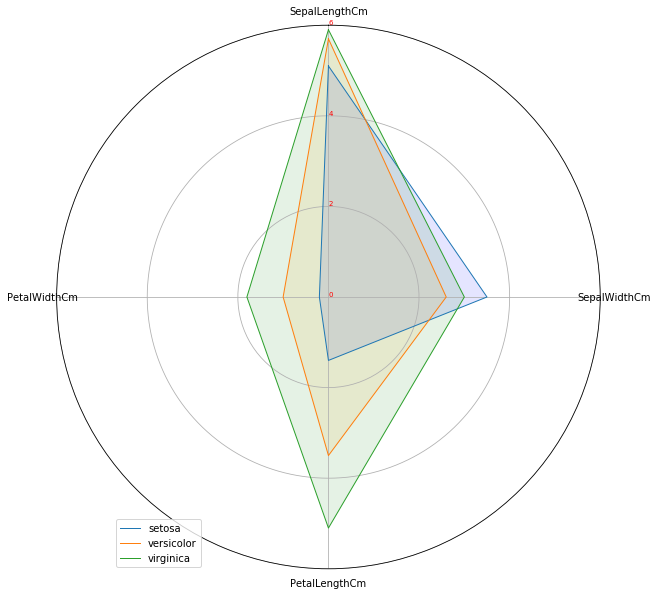 SepalLengthCm
6
4
2
0
PetalWidthCm
SepalWidthCm
setosa
versicolor
virginica
PetalLengthCm